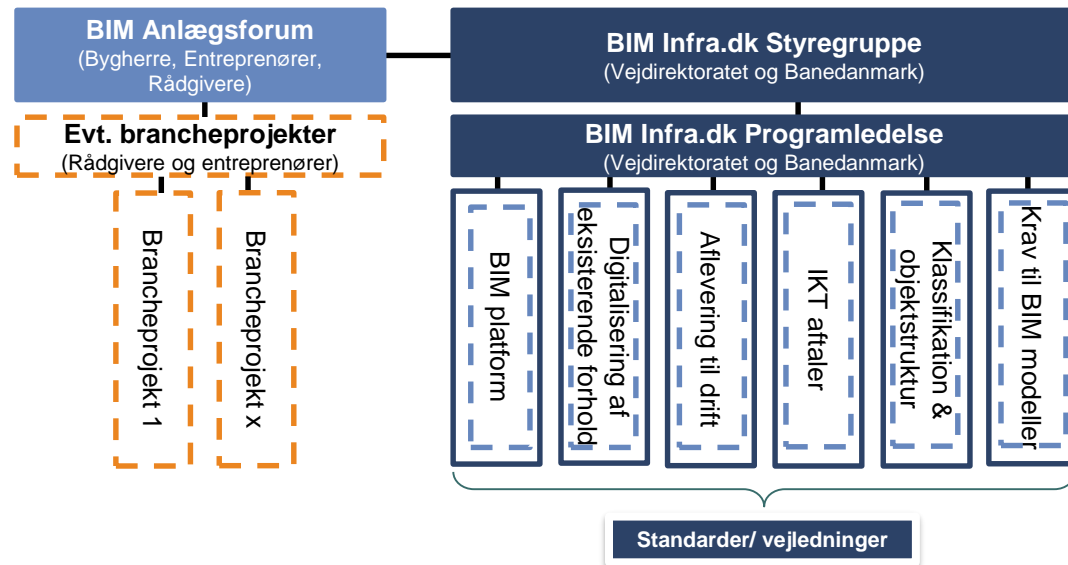 BIM Anlægsforum
(Bygherre, Entreprenører,
Rådgivere)
BIM Infra.dk Styregruppe
(Vejdirektoratet og Banedanmark)
Evt. brancheprojekter
(Rådgivere og entreprenører)
BIM Infra.dk Programledelse
(Vejdirektoratet og Banedanmark)
Brancheprojekt 1
Brancheprojekt x
BIM platform
Digitalisering af
eksisterende forhold
Aflevering til drift
IKT aftaler
Klassifikation &
objektstruktur
Krav til BIM modeller
Standarder/ vejledninger